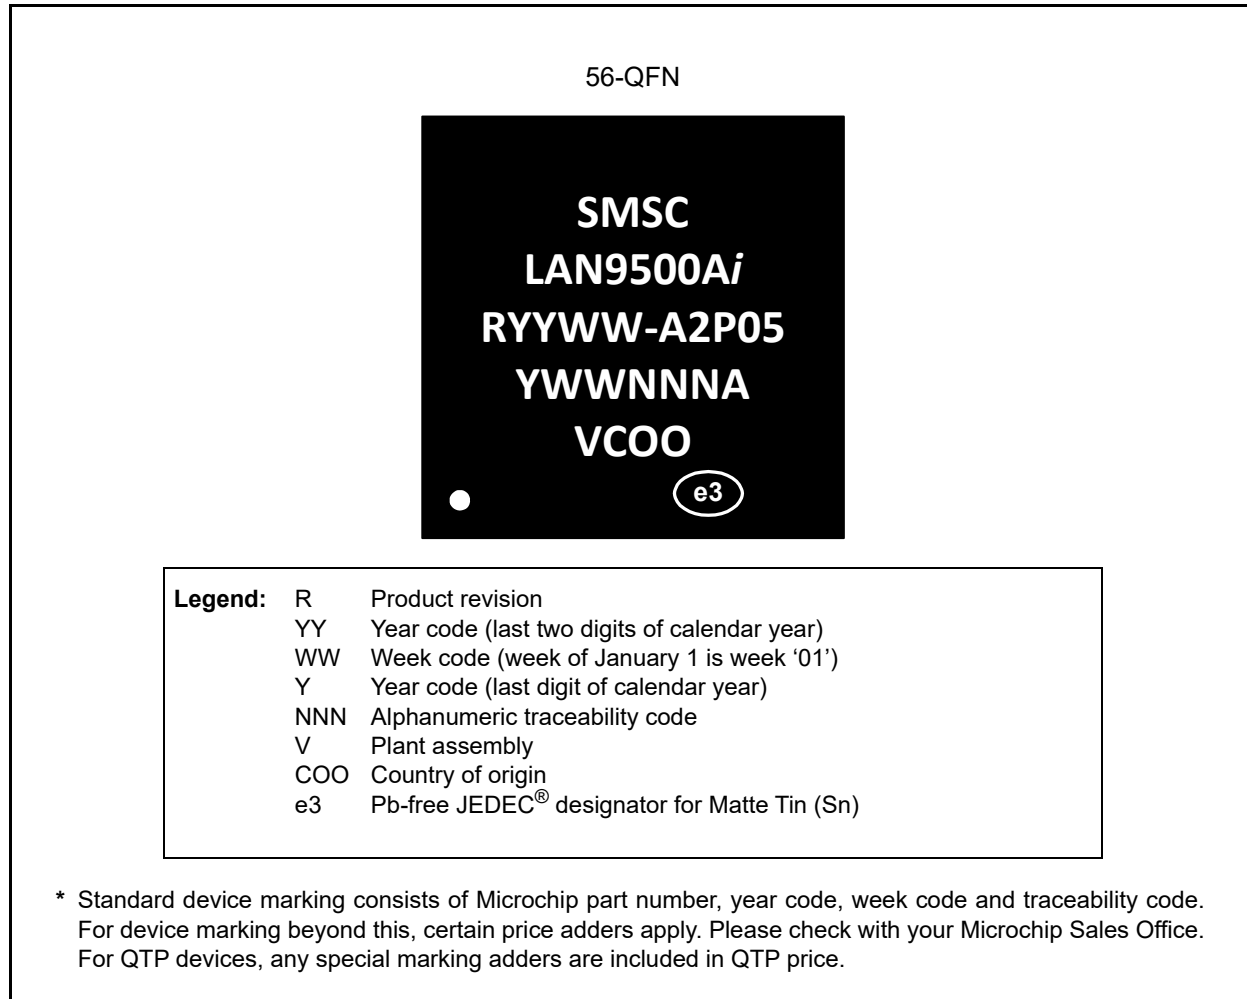 56-QFN
SMSC
LAN9500Ai
RYYWW-A2P05
YWWNNNA
VCOO
e3
Legend: R Product revision
YY Year code (last two digits of calendar year)
WW Week code (week of January 1 is week ‘01’)
Y Year code (last digit of calendar year)
NNN Alphanumeric traceability code
V Plant assembly
COO Country of origin
e3 Pb-free JEDEC® designator for Matte Tin (Sn)
* Standard device marking consists of Microchip part number, year code, week code and traceability code.
For device marking beyond this, certain price adders apply. Please check with your Microchip Sales Office.
For QTP devices, any special marking adders are included in QTP price.